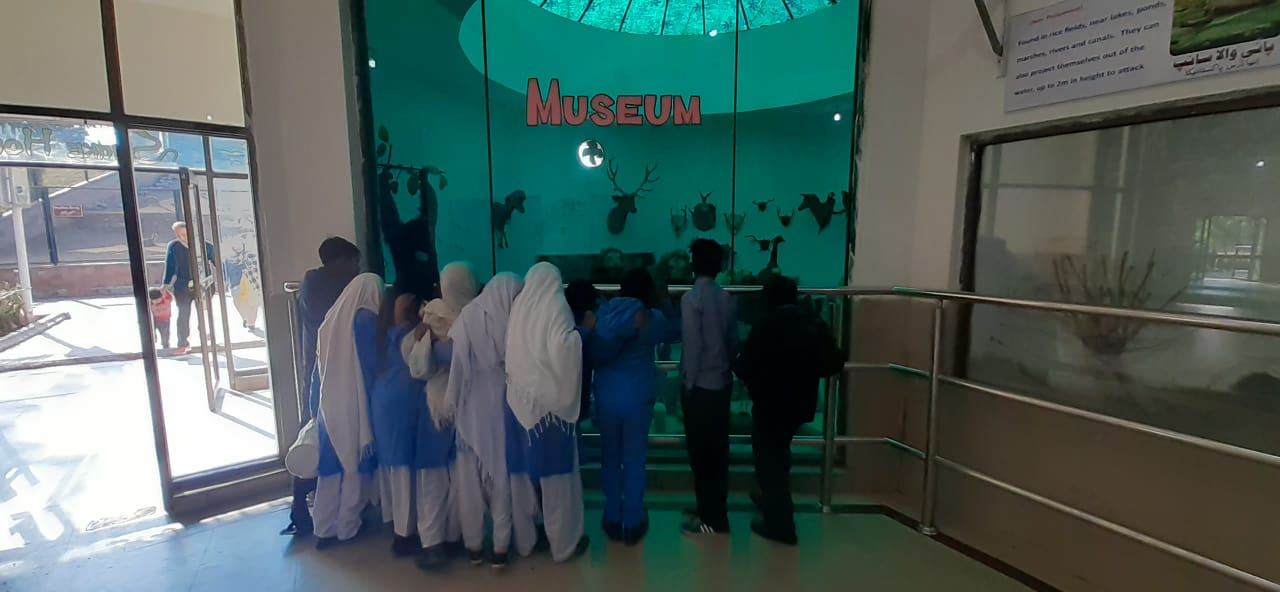 Museum
Found in rice fields, near lakes, ponds,
marshes, rivers and canals. They can
also project themselves out of the
water, up to 2m in height to attack
پانی والا سانپ